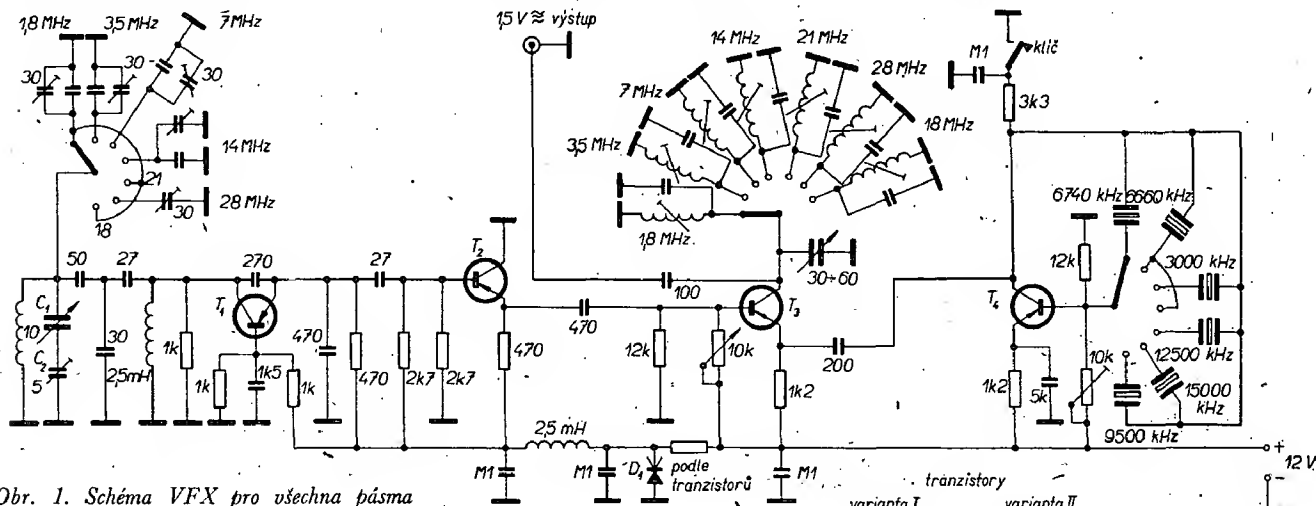 1,8 MHz
3,5 MHz
7 MHz
30
30
30
14 MHz
21
30
28 MHz
18
1,5 V ≈ výstup
14 MHz
21 MHz
7 MHz
28 MHz
3,5 MHz
18 MHz
1,8 MHz
30÷60
100
M1
klíč
3k3
6740 kHz
6660 kHz
12k
3000 kHz
12500 kHz
15000 kHz
9500 kHz
10k
50
27
270
27
T1
T2
T3
T4
C1
10
C2
5
30
2,5mH
1k
1k
1k5
1k
470
470
2k7
2k7
470
470
12k
10k
1k2
200
1k2
5k
2,5 mH
M1
M1
D1
podle tranzistorů
M1
+
12 V
-
Obr. 1. Schéma VFX pro všechna pásma
tranzistory
varianta I
varianta II